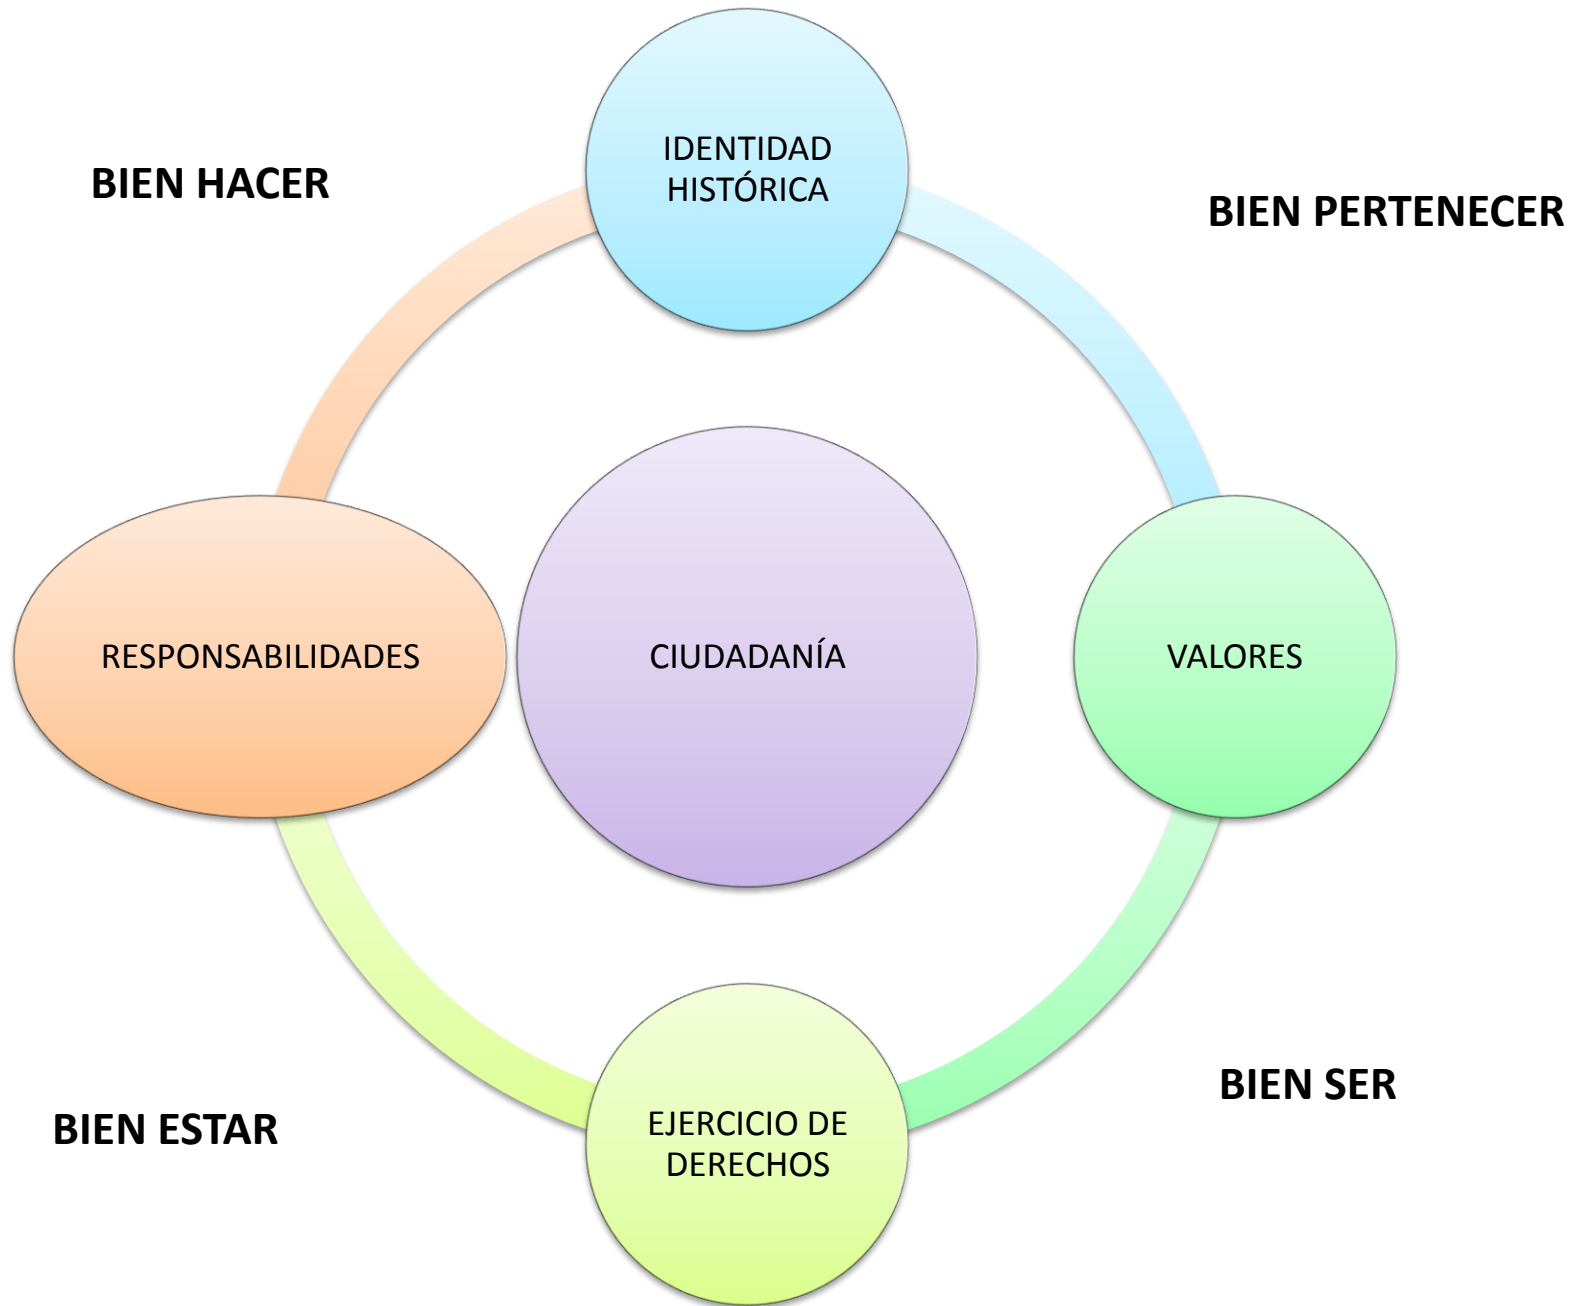 IDENTIDAD
HISTÓRICA
BIEN HACER
BIEN PERTENECER
RESPONSABILIDADES
CIUDADANÍA
VALORES
BIEN SER
BIEN ESTAR
EJERCICIO DE
DERECHOS